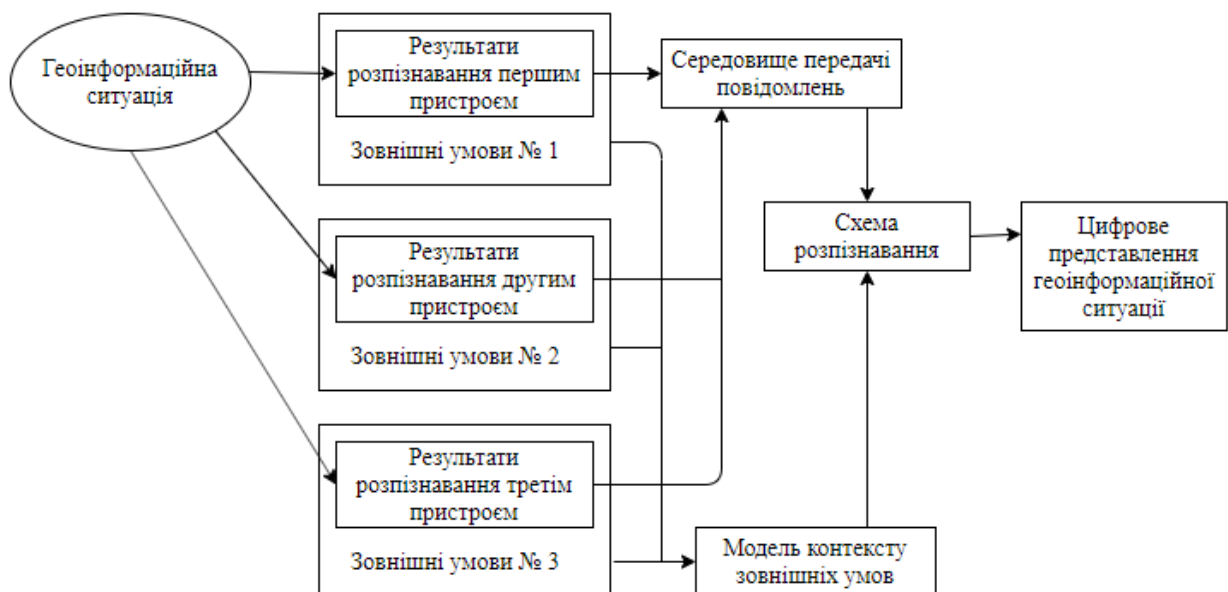 Геоінформаційна
ситуація
Результати
розпізнавання першим
пристроєм
Зовнішні умови № 1
Середовище передачі
повідомлень
Результати
розпізнавання другим
пристроєм
Зовнішні умови № 2
Схема
розпізнавання
Цифрове
представлення
геоінформаційної
ситуації
Результати
розпізнавання третім
пристроєм
Зовнішні умови № 3
Модель контексту
зовнішніх умов